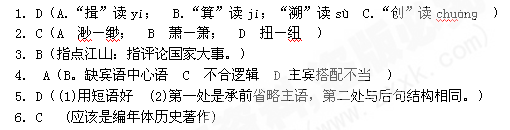 1. D（A.“揖”读 yī； B.“箕”读 jī；“溯”读 sù C.“创”读 chuāng ）
2. C（A 渺一缈； B 萧一箫； D 扭一纽 ）
3. B（指点江山：指评论国家大事。）
4. A（B。缺宾语中心语 C 不合逻辑 D 主宾搭配不当 ）
5. D（(1)用短语好 (2)第一处是承前省略主语，第二处与后句结构相同。）
6. C （应该是编年体历史著作）